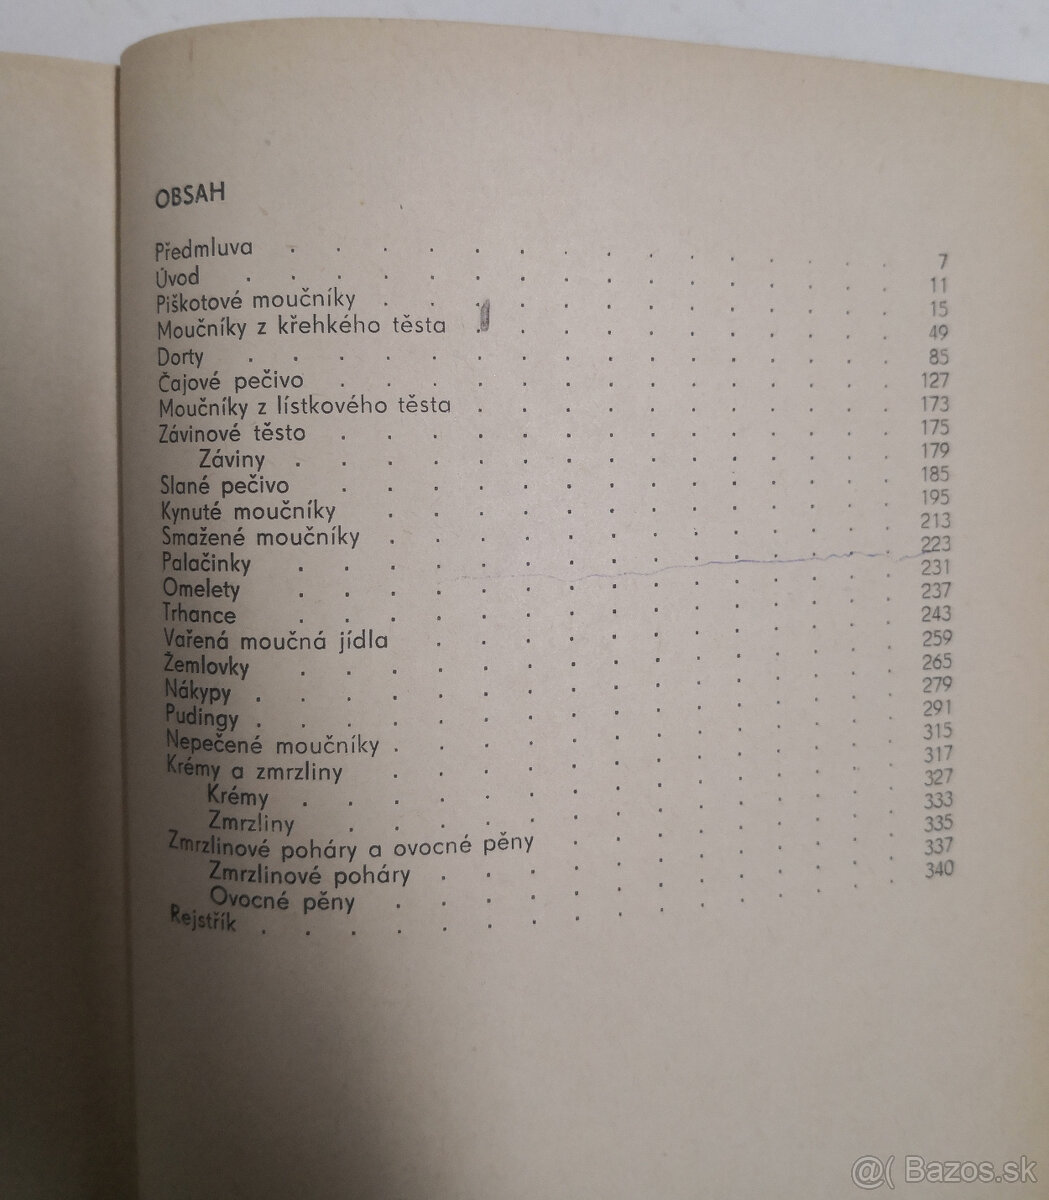 OBSAH
Předmluva . . . . . . . . . . . . . . 7
Úvod . . . . . . . . . . . . . . . 11
Piškotové moučníky . . . . . . . . . . . . 15
Moučníky z křehkého těsta . . . . . . . . . . 49
Dorty . . . . . . . . . . . . . . . 85
Čajové pečivo . . . . . . . . . . . . . 127
Moučníky z lístkového těsta . . . . . . . . . . 173
Závinové těsto . . . . . . . . . . . . . 175
Záviny . . . . . . . . . . . . . . 179
Slané pečivo . . . . . . . . . . . . . 185
Kynuté moučníky . . . . . . . . . . . . 195
Smažené moučníky . . . . . . . . . . . . 213
Palačinky . . . . . . . . . . . . . . 223
Omelety . . . . . . . . . . . . . . 231
Trhance . . . . . . . . . . . . . . 237
Vařená moučná jídla . . . . . . . . . . . 243
Žemlovky . . . . . . . . . . . . . . 259
Nákypy . . . . . . . . . . . . . . . 265
Pudingy . . . . . . . . . . . . . . . 279
Nepečené moučníky . . . . . . . . . . . . 291
Krémy a zmrzliny . . . . . . . . . . . . 315
Krémy . . . . . . . . . . . . . . 317
Zmrzliny . . . . . . . . . . . . . 327
Zmrzlinové poháry a ovocné pěny . . . . . . . . 333
Zmrzlinové poháry . . . . . . . . . . . 335
Ovocné pěny . . . . . . . . . . . . 337
Rejstřík . . . . . . . . . . . . . . . 340
@( Bazos.sk